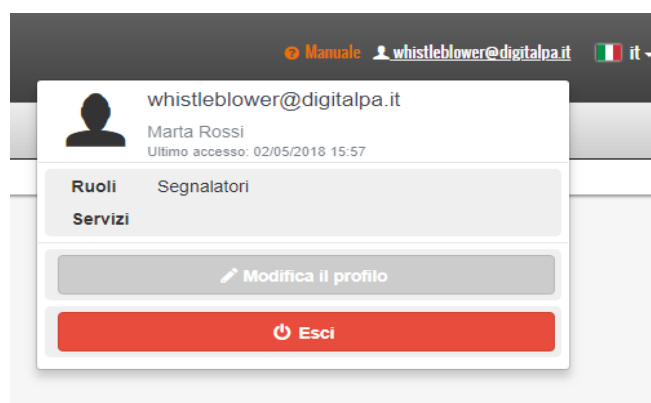 Manuale whistleblower@digitalpa.it it
whistleblower@digitalpa.it
Marta Rossi
Ultimo accesso: 02/05/2018 15:57
Ruoli Segnalatori
Servizi
Modifica il profilo
Esci